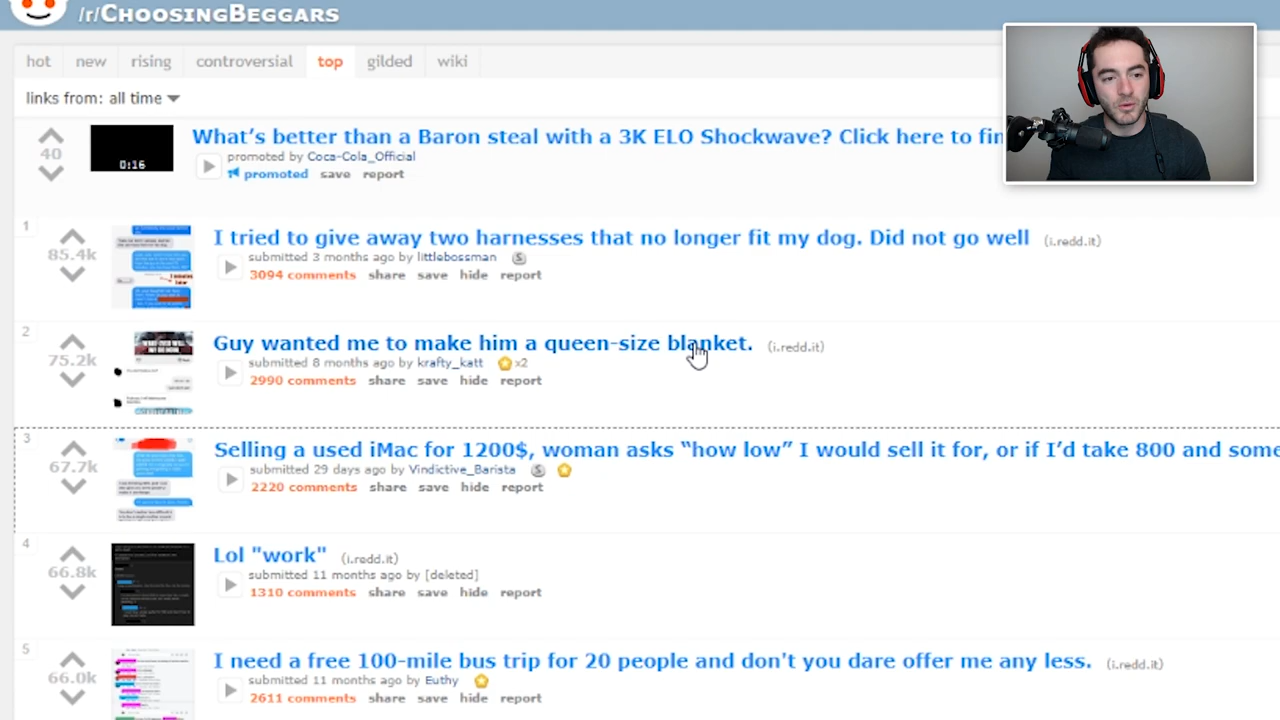 /r/CHOOSINGBEGGARS
hot new rising controversial top gilded wiki
links from: all time
40
0:16
What's better than a Baron steal with a 3K ELO Shockwave? Click here to fin
promoted by Coca-Cola_Official
promoted save report
1
85.4k
I tried to give away two harnesses that no longer fit my dog. Did not go well (i.redd.it)
submitted 3 months ago by littlebossman S
3094 comments share save hide report
2
75.2k
Guy wanted me to make him a queen-size blanket. (i.redd.it)
submitted 8 months ago by krafty_katt x2
2990 comments share save hide report
3
67.7k
Selling a used iMac for 1200$, woman asks “how low” I would sell it for, or if I’d take 800 and some
submitted 29 days ago by Vindictive_Barista S
2220 comments share save hide report
4
66.8k
Lol "work" (i.redd.it)
submitted 11 months ago by [deleted]
1310 comments share save hide report
5
66.0k
I need a free 100-mile bus trip for 20 people and don't you dare offer me any less. (i.redd.it)
submitted 11 months ago by Euthy
2611 comments share save hide report